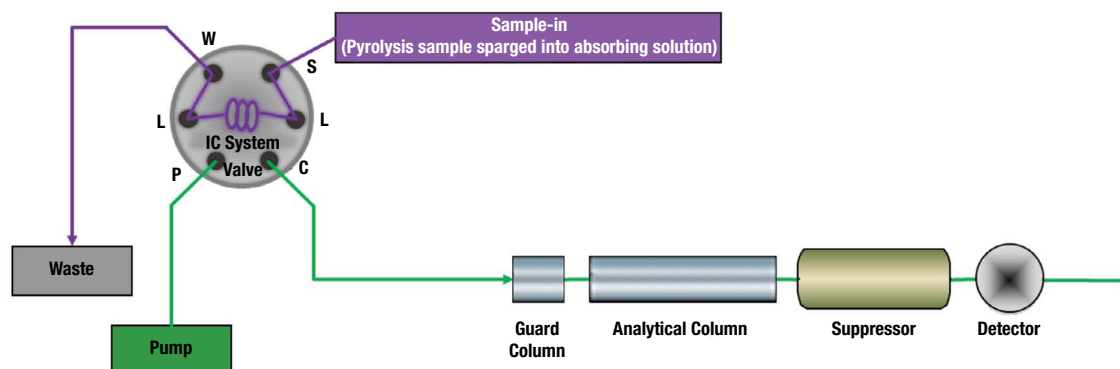 Sample-in
(Pyrolysis sample sparged into absorbing solution)
W
S
L
L
IC System
Valve
P
C
Waste
Pump
Guard
Column
Analytical Column
Suppressor
Detector